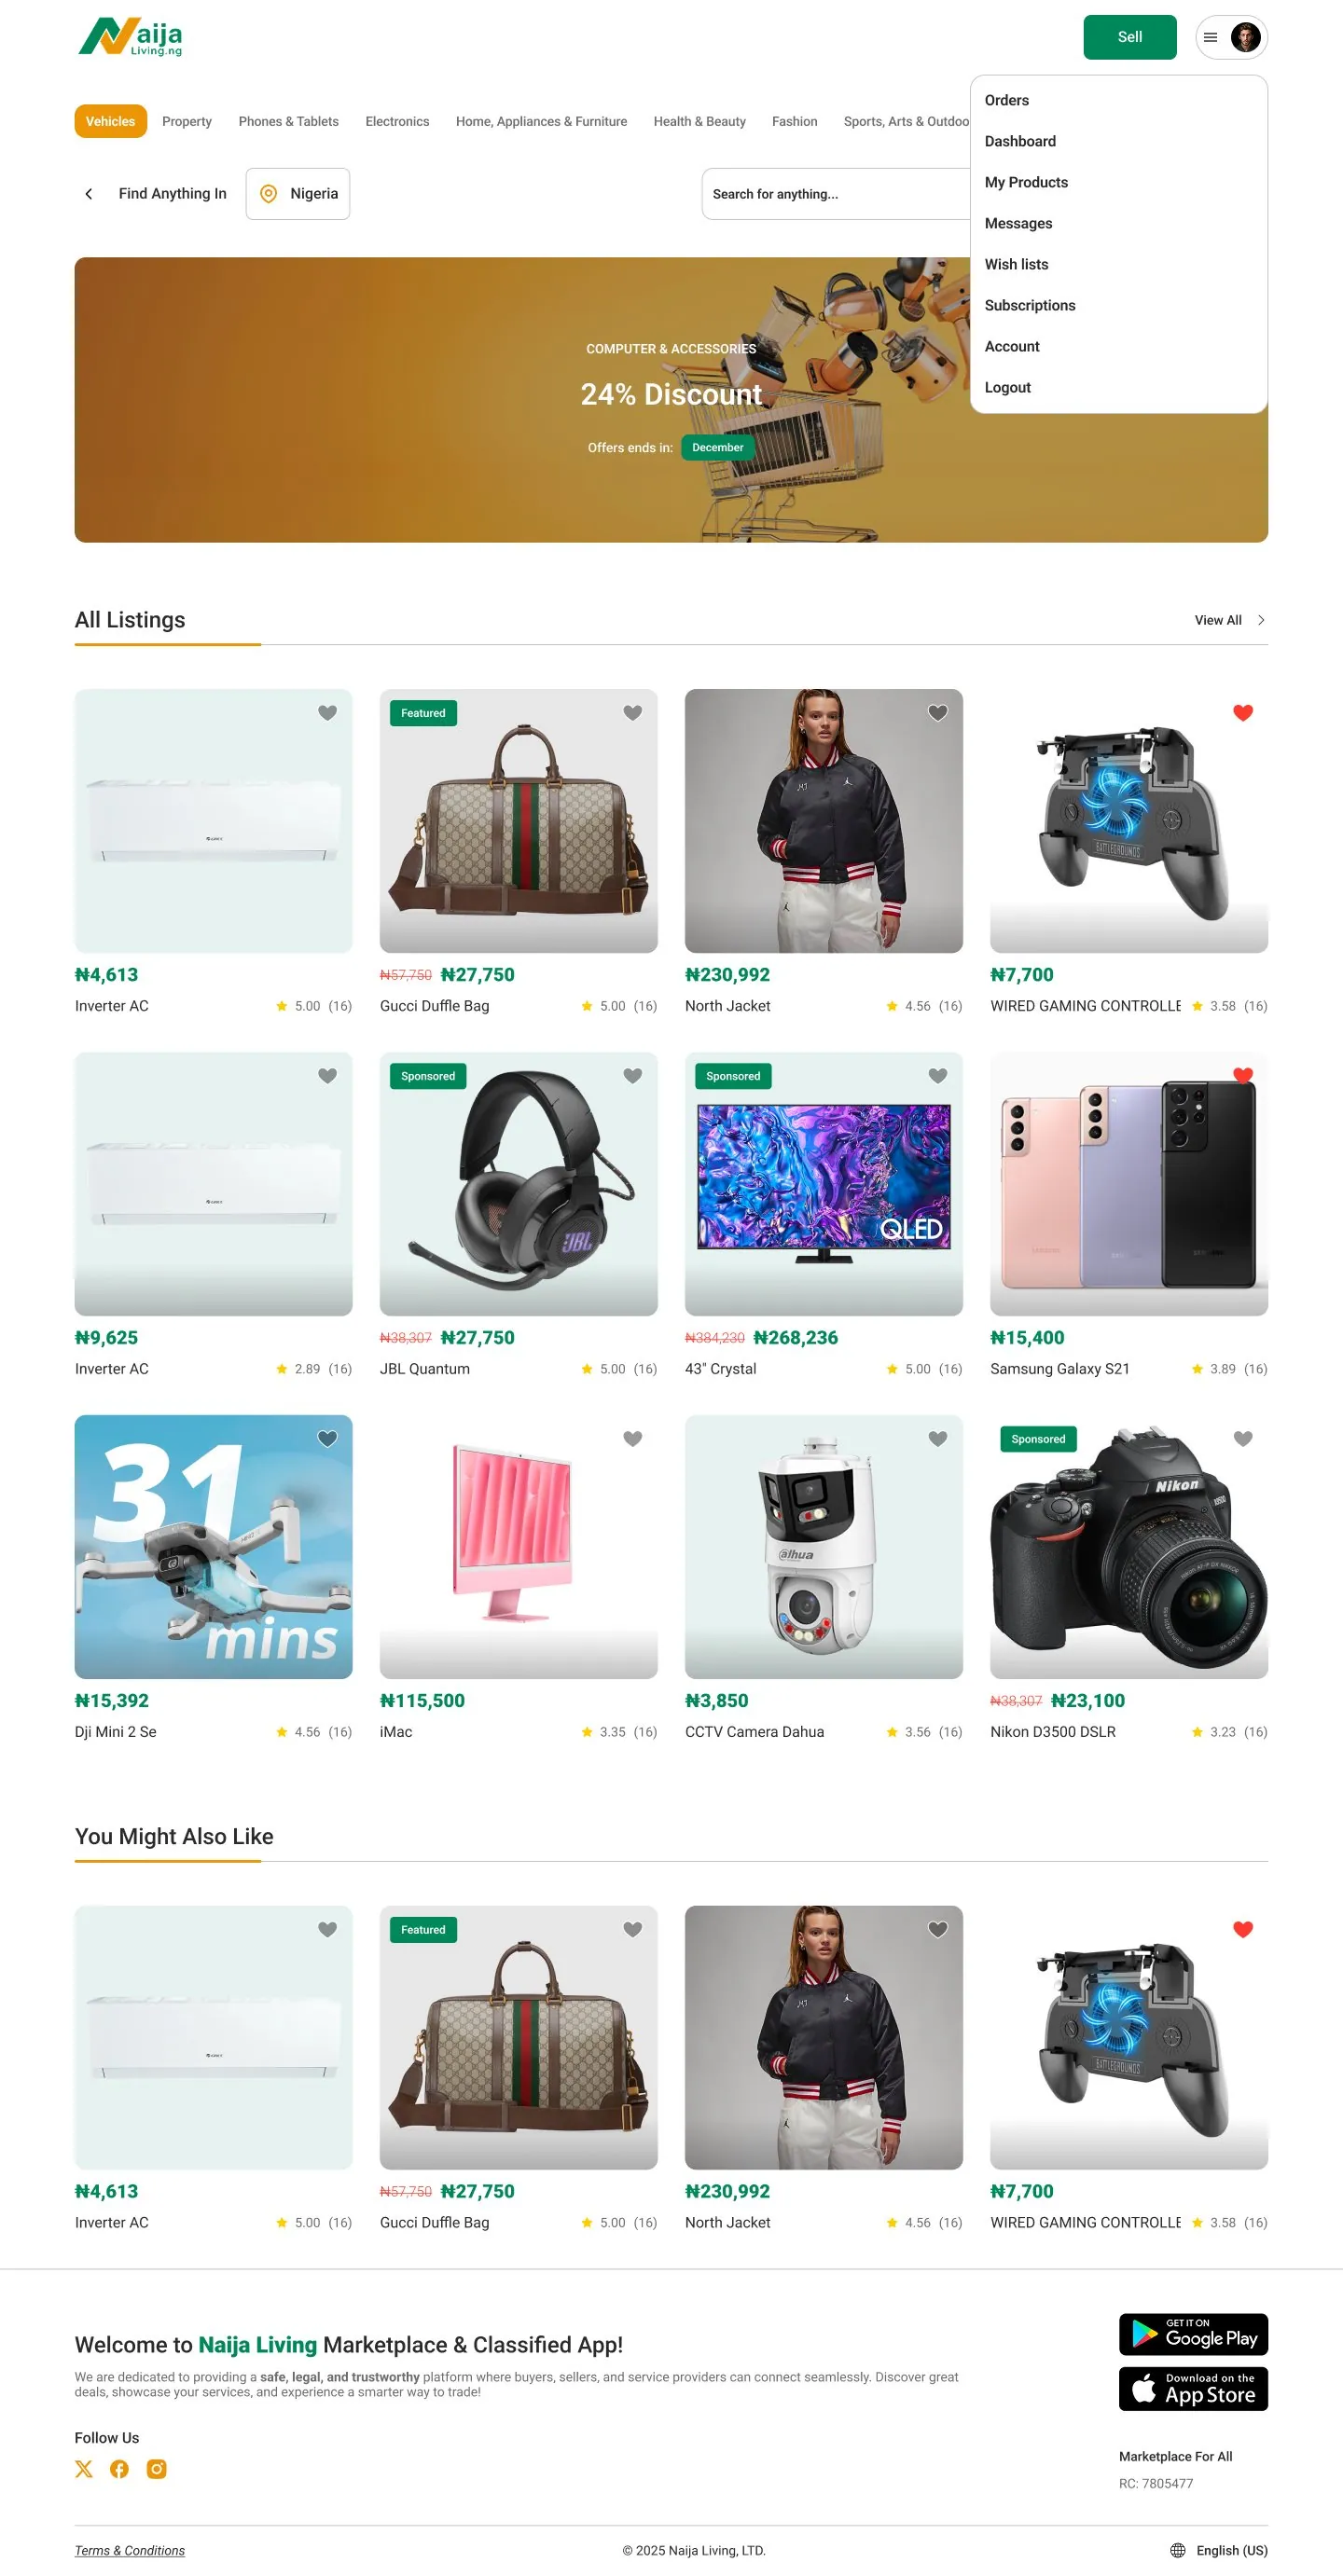 Naija
Living.ng
Sell
Orders
Dashboard
My Products
Messages
Wish lists
Subscriptions
Account
Logout
Vehicles
Property
Phones & Tablets
Electronics
Home, Appliances & Furniture
Health & Beauty
Fashion
Sports, Arts & Outdoo
Find Anything In
Nigeria
Search for anything...
COMPUTER & ACCESSORIES
24% Discount
Offers ends in:
December
All Listings
View All
₦4,613
Inverter AC
5.00 (16)
Featured
₦57,750 ₦27,750
Gucci Duffle Bag
5.00 (16)
₦230,992
North Jacket
4.56 (16)
BATTLEGROUNDS
₦7,700
WIRED GAMING CONTROLLE
3.58 (16)
₦9,625
Inverter AC
2.89 (16)
Sponsored
JBL
₦38,307 ₦27,750
JBL Quantum
5.00 (16)
Sponsored
QLED
₦384,230 ₦268,236
43" Crystal
5.00 (16)
₦15,400
Samsung Galaxy S21
3.89 (16)
31
mins
₦15,392
Dji Mini 2 Se
4.56 (16)
₦115,500
iMac
3.35 (16)
alhua
₦3,850
CCTV Camera Dahua
3.56 (16)
Sponsored
Nikon
₦38,307 ₦23,100
Nikon D3500 DSLR
3.23 (16)
You Might Also Like
₦4,613
Inverter AC
5.00 (16)
Featured
₦57,750 ₦27,750
Gucci Duffle Bag
5.00 (16)
₦230,992
North Jacket
4.56 (16)
BATTLEGROUNDS
₦7,700
WIRED GAMING CONTROLLE
3.58 (16)
Welcome to Naija Living Marketplace & Classified App!
We are dedicated to providing a safe, legal, and trustworthy platform where buyers, sellers, and service providers can connect seamlessly. Discover great
deals, showcase your services, and experience a smarter way to trade!
Follow Us
GET IT ON
Google Play
Download on the
App Store
Marketplace For All
RC: 7805477
Terms & Conditions
© 2025 Naija Living, LTD.
English (US)